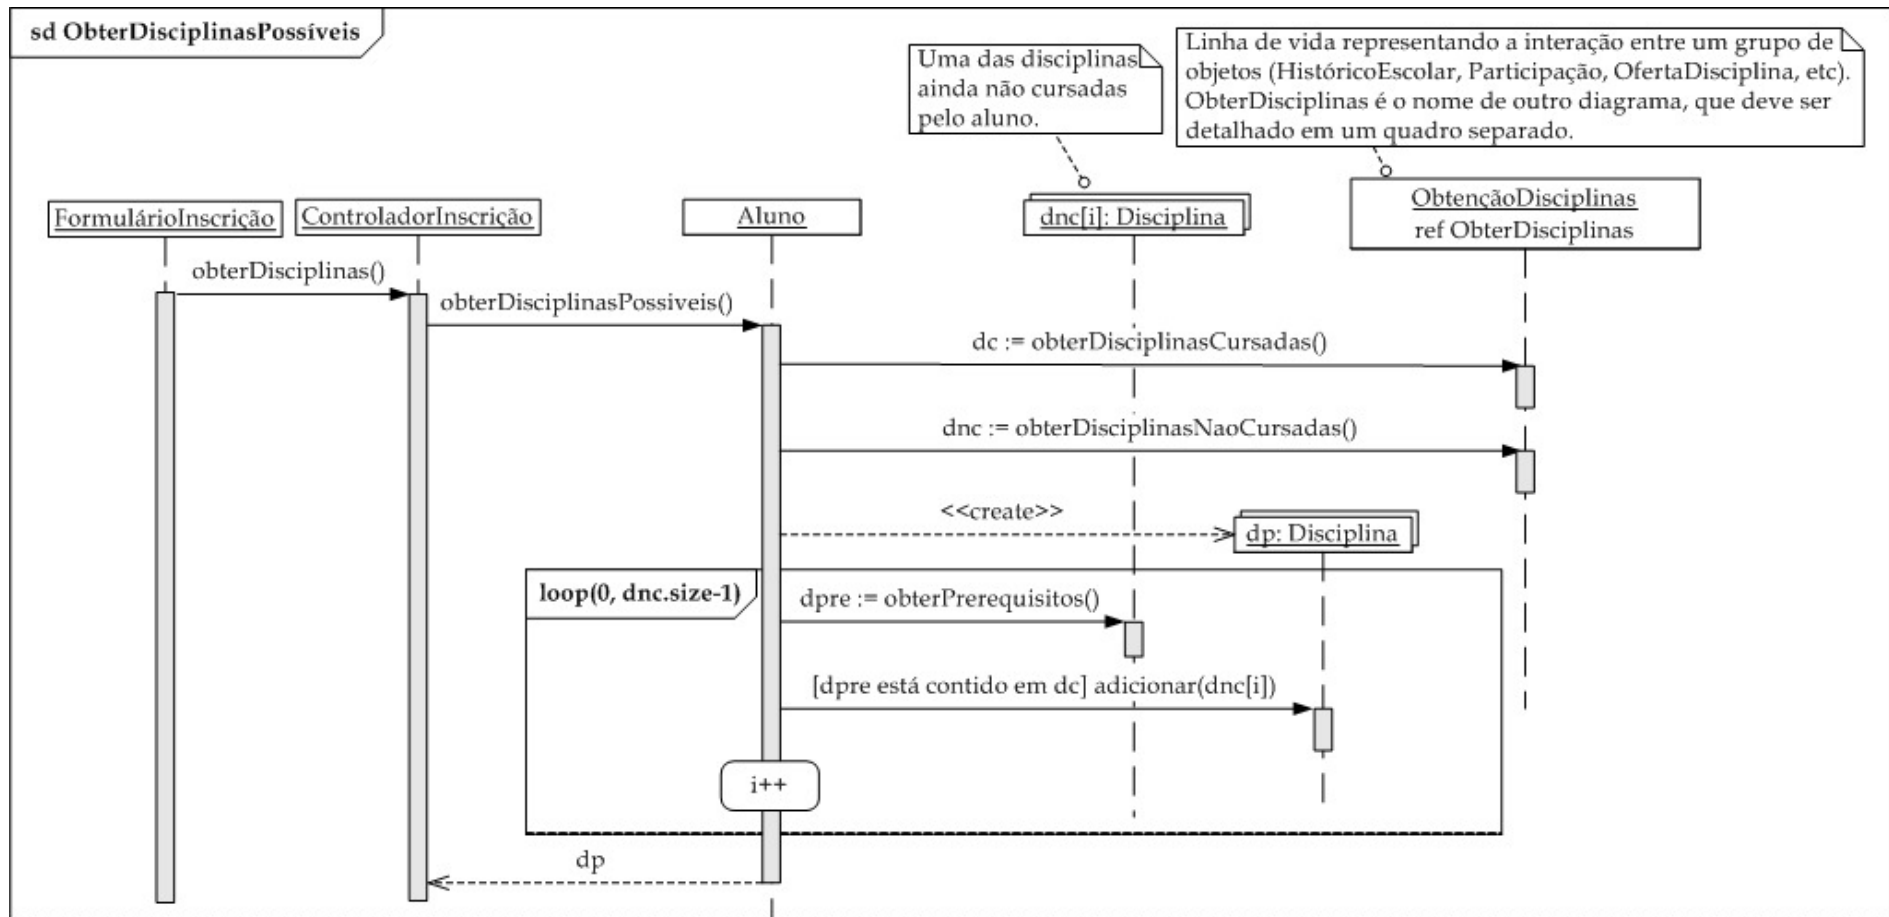 sd ObterDisciplinasPossíveis
Uma das disciplinas
ainda não cursadas
pelo aluno.
Linha de vida representando a interação entre um grupo de
objetos (HistóricoEscolar, Participação, OfertaDisciplina, etc).
ObterDisciplinas é o nome de outro diagrama, que deve ser
detalhado em um quadro separado.
FormulárioInscrição
ControladorInscrição
Aluno
dnc[i]: Disciplina
ObtençãoDisciplinas
ref ObterDisciplinas
obterDisciplinas()
obterDisciplinasPossiveis()
dc := obterDisciplinasCursadas()
dnc := obterDisciplinasNaoCursadas()
<<create>>
dp: Disciplina
loop(0, dnc.size-1)
dpre := obterPrerequisitos()
[dpre está contido em dc] adicionar(dnc[i])
i++
dp